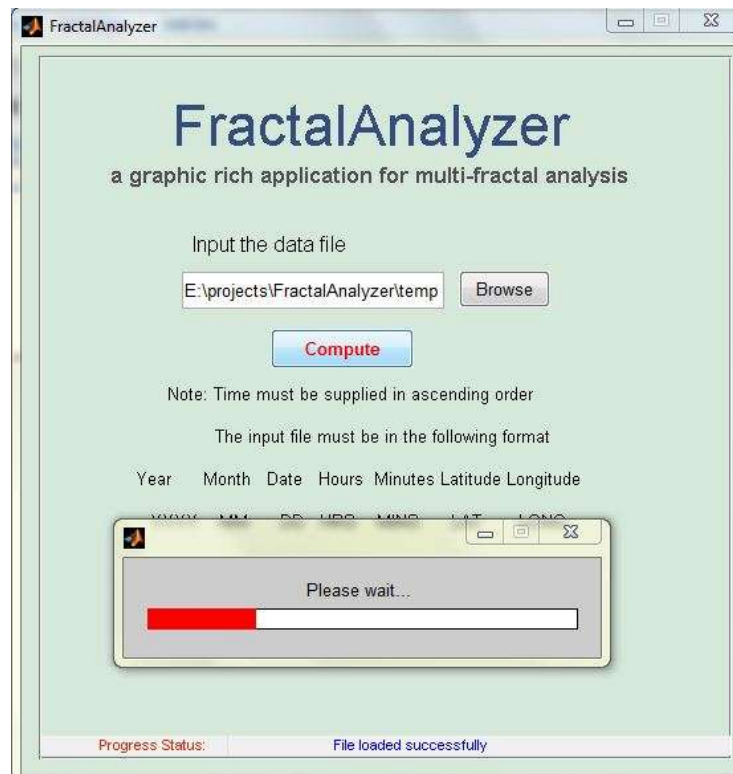 FractalAnalyzer
FractalAnalyzer
a graphic rich application for multi-fractal analysis
Input the data file
E:\projects\FractalAnalyzer\temp Browse
Compute
Note: Time must be supplied in ascending order
The input file must be in the following format
Year Month Date Hours Minutes Latitude Longitude
Please wait...
Progress Status: File loaded successfully